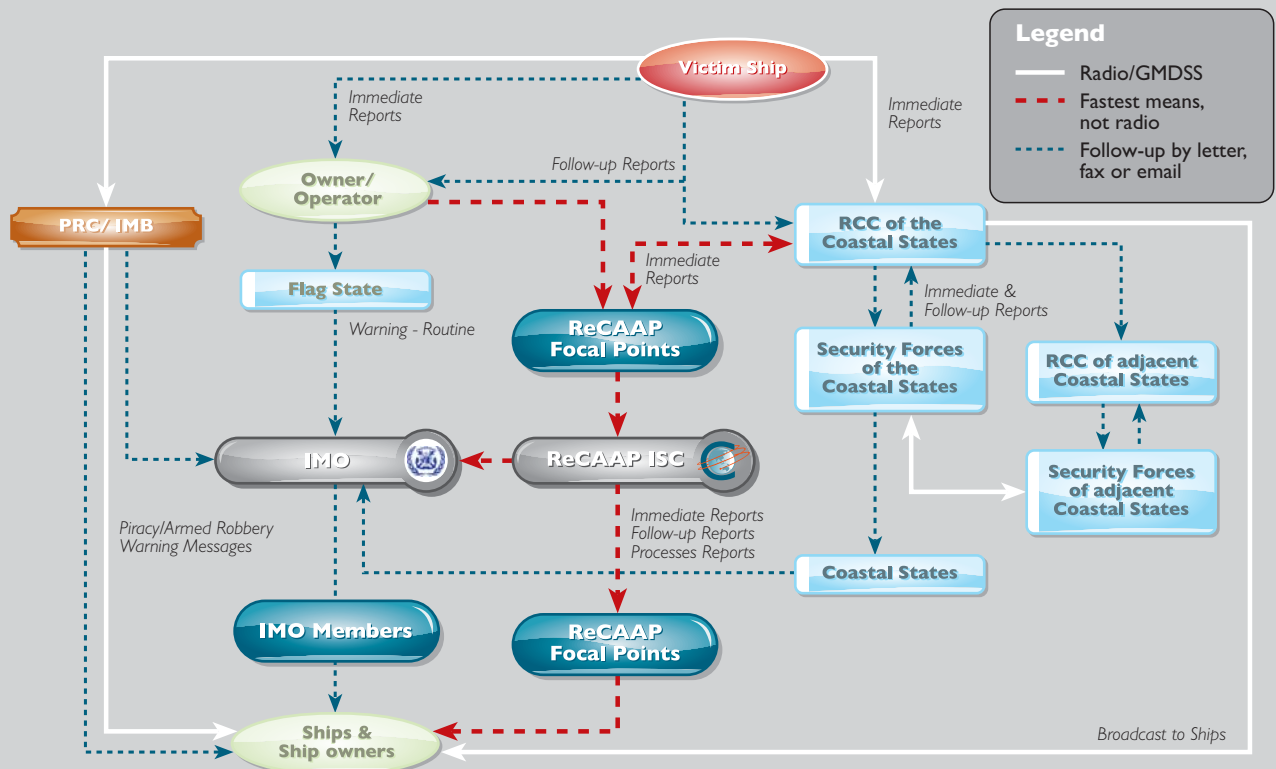 Legend
Radio/GMDSS
Fastest means,
not radio
Follow-up by letter,
fax or email
Victim Ship
Immediate
Reports
Immediate
Reports
Follow-up Reports
Owner/
Operator
PRC/ IMB
RCC of the
Coastal States
Immediate
Reports
Flag State
Immediate &
Follow-up Reports
Warning - Routine
ReCAAP
Focal Points
Security Forces
of the
Coastal States
RCC of adjacent
Coastal States
IMO
ReCAAP ISC
Security Forces
of adjacent
Coastal States
Piracy/Armed Robbery
Warning Messages
Immediate Reports
Follow-up Reports
Processes Reports
Coastal States
IMO Members
ReCAAP
Focal Points
Ships &
Ship owners
Broadcast to Ships